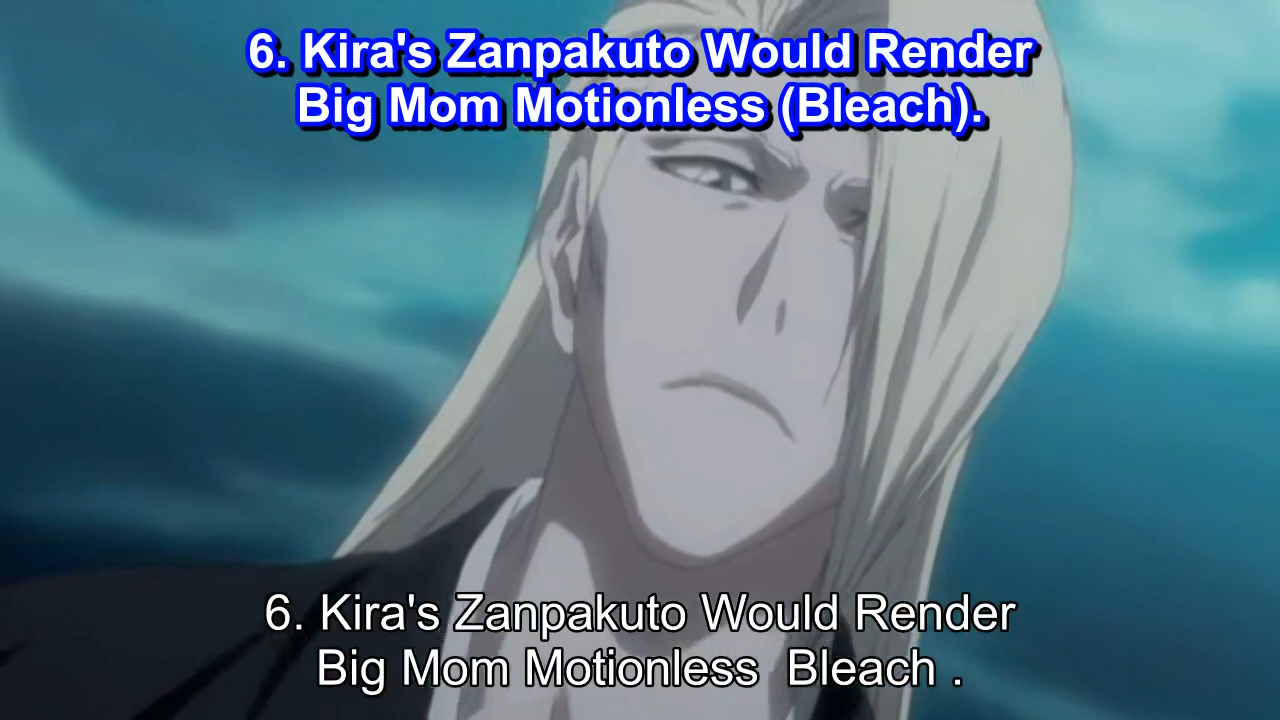 6. Kira's Zanpakuto Would Render
Big Mom Motionless (Bleach).
6. Kira's Zanpakuto Would Render
Big Mom Motionless  Bleach .